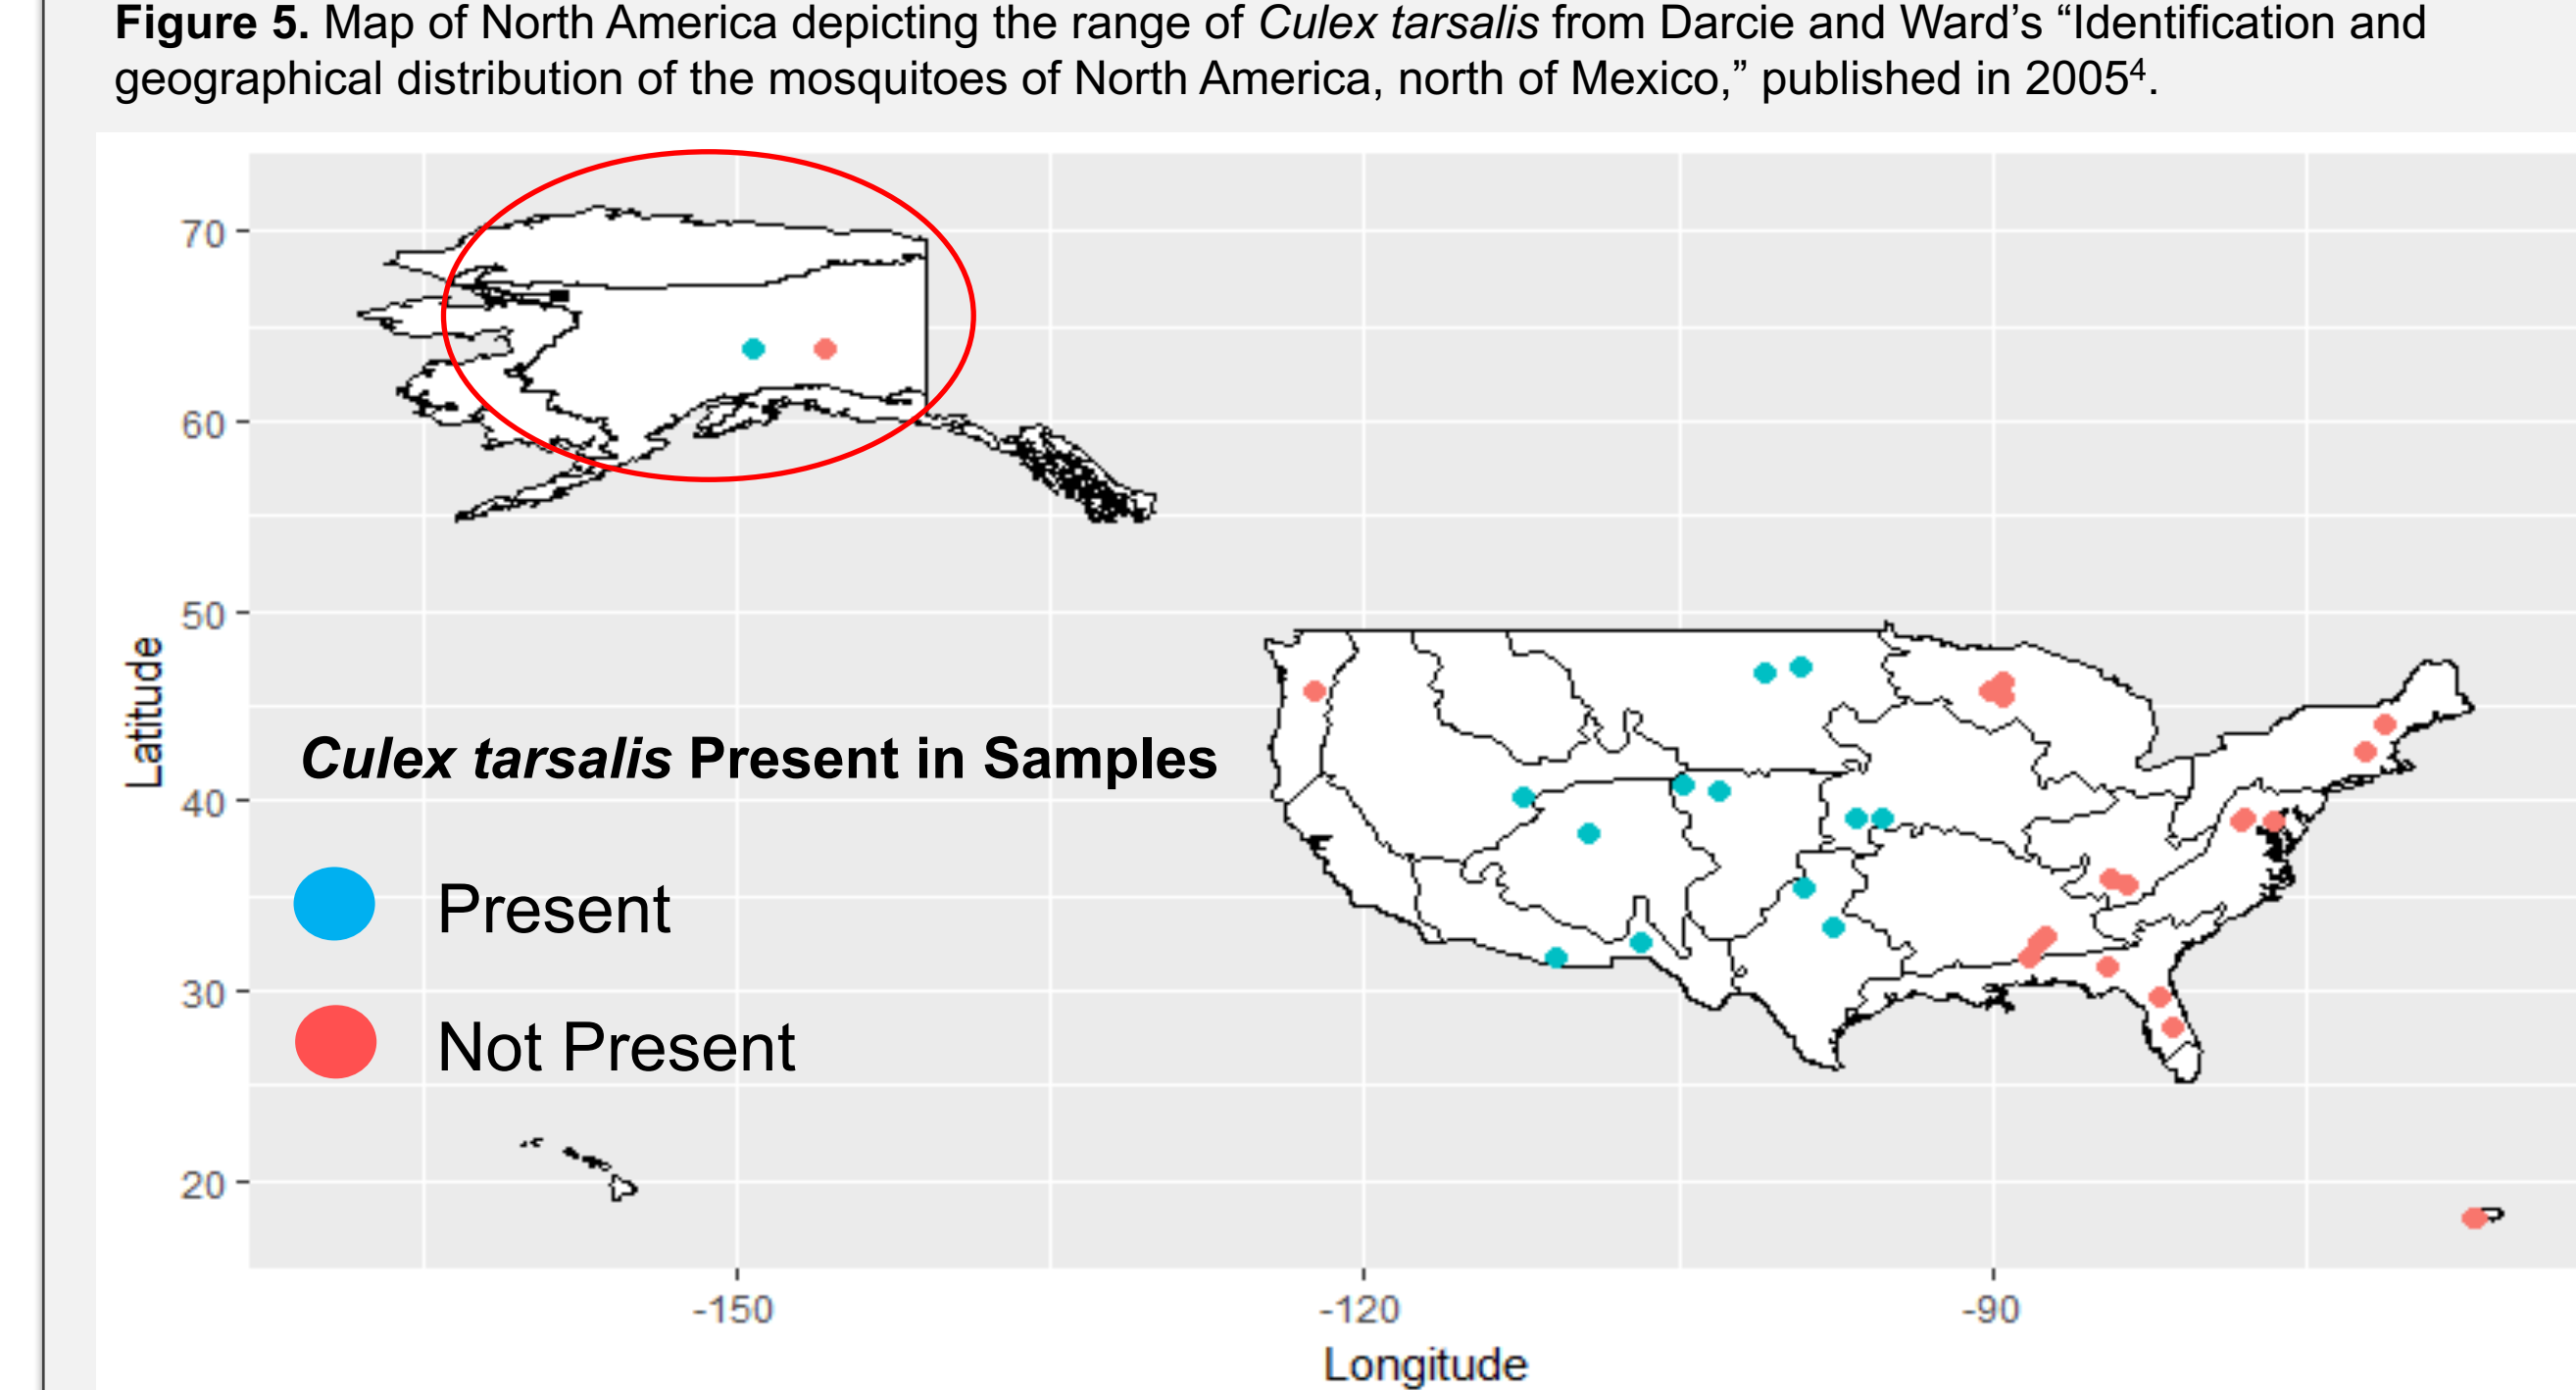 Figure 5. Map of North America depicting the range of Culex tarsalis from Darcie and Ward’s “Identification and
geographical distribution of the mosquitoes of North America, north of Mexico,” published in 2005⁴.
70
60
50
40
30
20
Latitude
Culex tarsalis Present in Samples
Present
Not Present
-150
-120
-90
Longitude